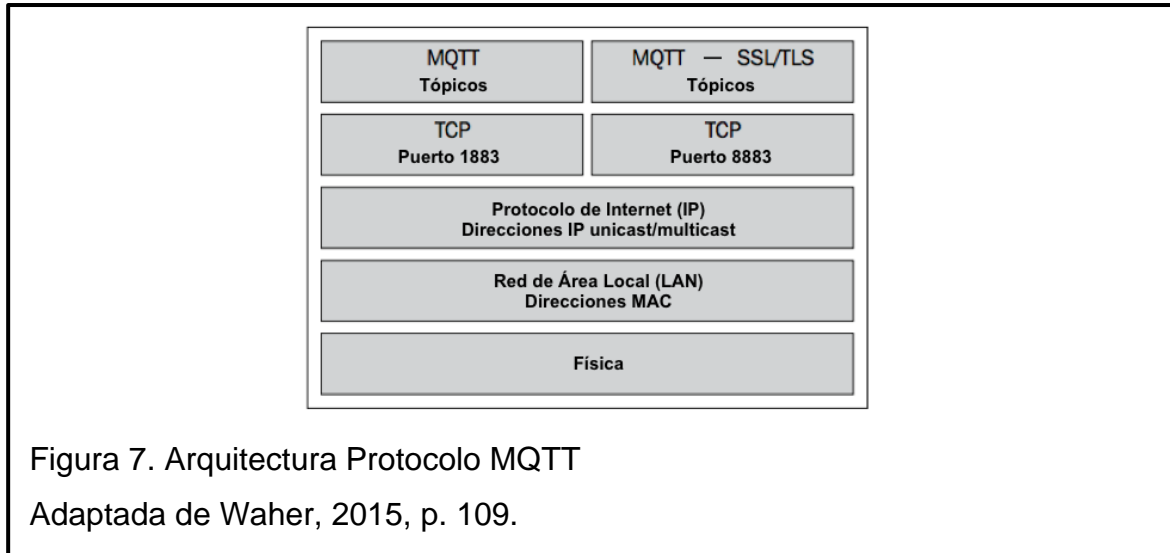 MQTT
Tópicos
MQTT — SSL/TLS
Tópicos
TCP
Puerto 1883
TCP
Puerto 8883
Protocolo de Internet (IP)
Direcciones IP unicast/multicast
Red de Área Local (LAN)
Direcciones MAC
Física
Figura 7. Arquitectura Protocolo MQTT
Adaptada de Waher, 2015, p. 109.